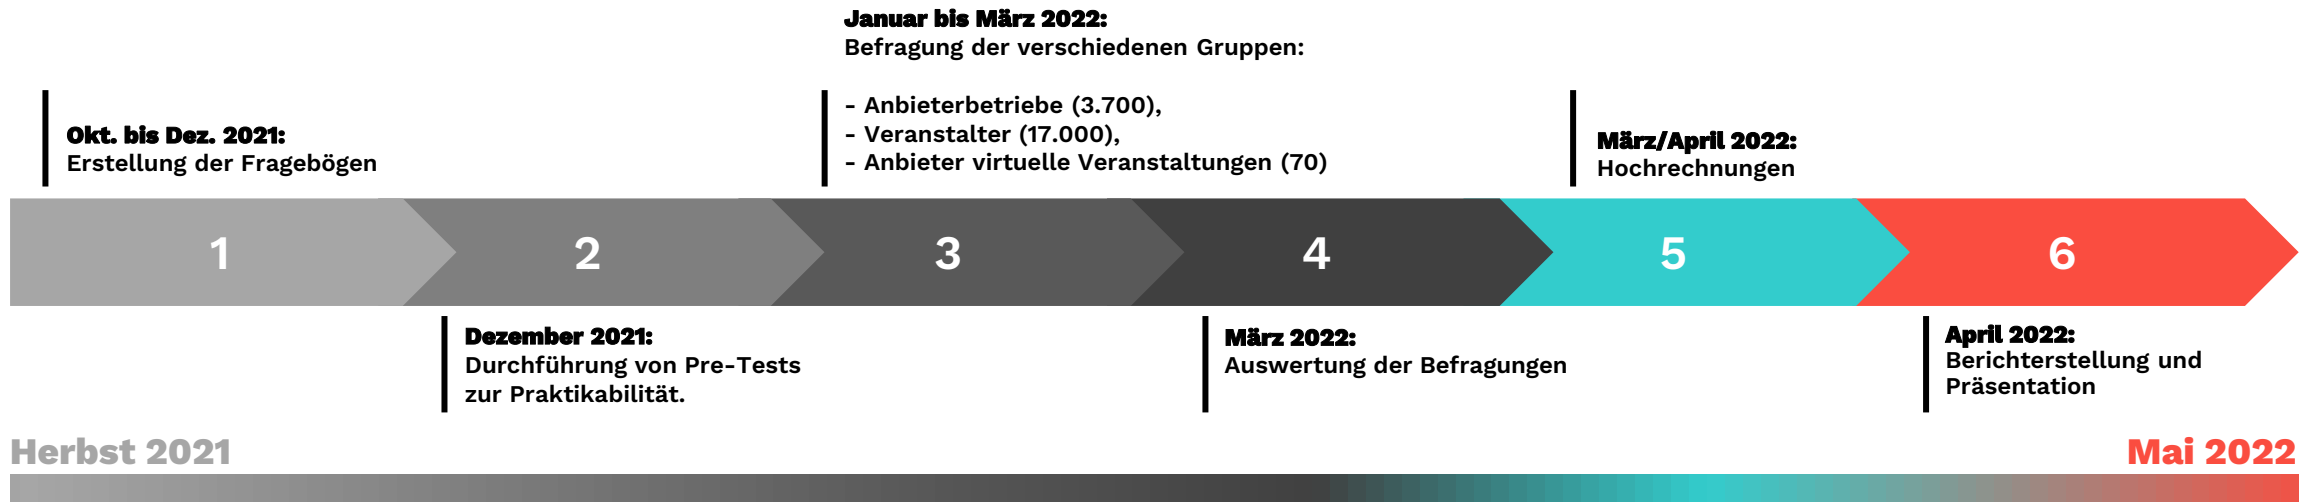 Januar bis März 2022:
Befragung der verschiedenen Gruppen:
- Anbieterbetriebe (3.700),
- Veranstalter (17.000),
- Anbieter virtuelle Veranstaltungen (70)
Okt. bis Dez. 2021:
Erstellung der Fragebögen
März/April 2022:
Hochrechnungen
1
2
3
4
5
6
Dezember 2021:
Durchführung von Pre-Tests
zur Praktikabilität.
März 2022:
Auswertung der Befragungen
April 2022:
Berichterstellung und
Präsentation
Herbst 2021
Mai 2022